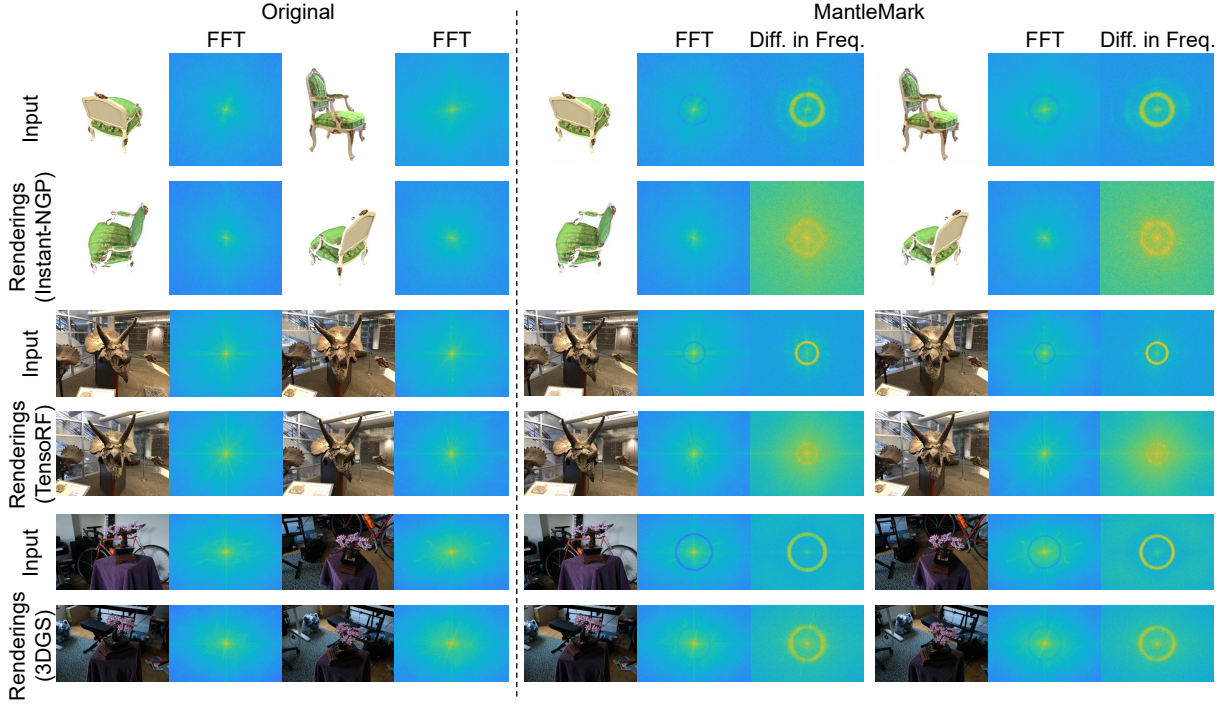 Original
MantleMark
FFT
FFT
FFT
Diff. in Freq.
FFT
Diff. in Freq.
Input
Renderings
(Instant-NGP)
Input
Renderings
(TensoRF)
Input
Renderings
(3DGS)